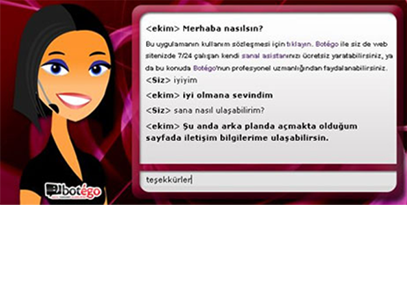 <ekim> Merhaba nasılsın?
Bu uygulamanın kullanım sözleşmesi için tıklayın. Botégo ile siz de web
sitenizde 7/24 çalışan kendi sanal asistanınızı ücretsiz yaratabilirsiniz, ya
da bu konuda Botégo'nun profesyonel uzmanlığından faydalanabilirsiniz.
<Siz> iyiyim
<ekim> iyi olmana sevindim
<Siz> sana nasıl ulaşabilirim?
<ekim> Şu anda arka planda açmakta olduğum
sayfada iletişim bilgilerime ulaşabilirsin.
teşekkürler
botégo